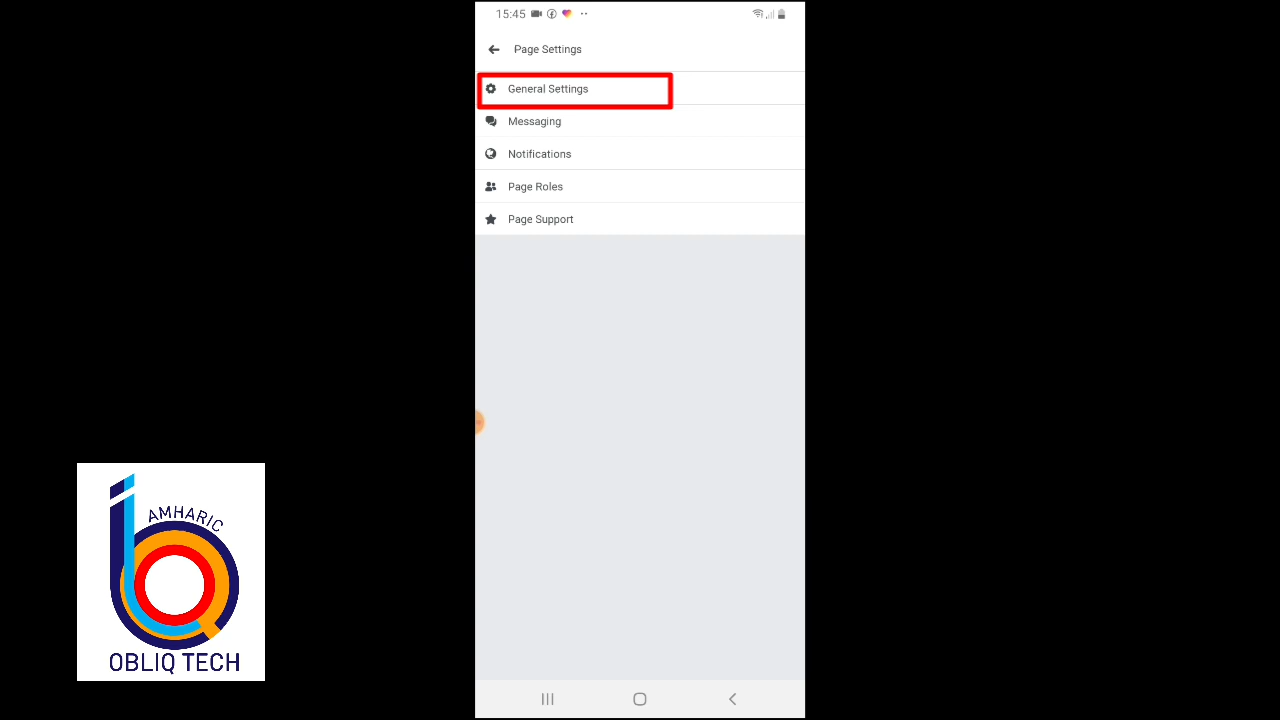 15:45
Page Settings
General Settings
Messaging
Notifications
Page Roles
Page Support
AMHARIC
OBLIQ TECH